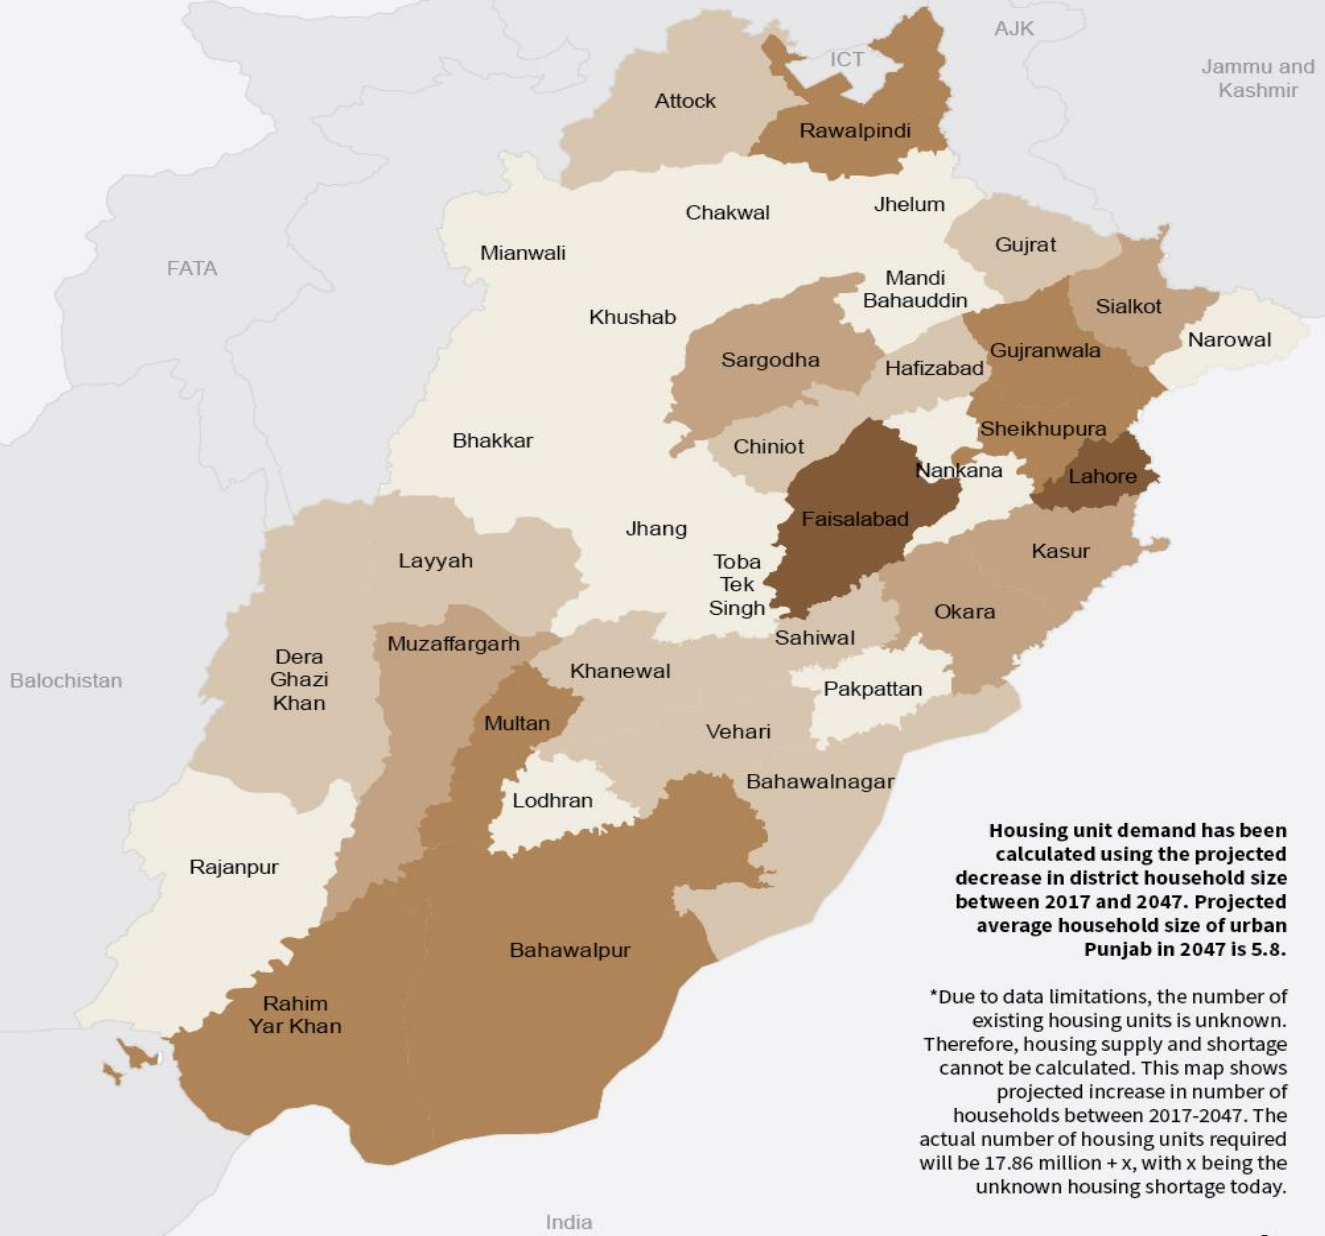 AJK
ICT
Jammu and
Kashmir
Attock
Rawalpindi
Jhelum
Chakwal
Gujrat
Mianwali
FATA
Mandi
Bahauddin
Sialkot
Khushab
Narowal
Gujranwala
Sargodha
Hafizabad
Sheikhupura
Bhakkar
Chiniot
Nankana
Lahore
Faisalabad
Jhang
Kasur
Layyah
Toba
Tek
Singh
Okara
Sahiwal
Muzaffargarh
Dera
Ghazi
Khan
Khanewal
Balochistan
Pakpattan
Multan
Vehari
Bahawalnagar
Lodhran
Rajanpur
Bahawalpur
Rahim
Yar Khan
India
Housing unit demand has been
calculated using the projected
decrease in district household size
between 2017 and 2047. Projected
average household size of urban
Punjab in 2047 is 5.8.
*Due to data limitations, the number of
existing housing units is unknown.
Therefore, housing supply and shortage
cannot be calculated. This map shows
projected increase in number of
households between 2017-2047. The
actual number of housing units required
will be 17.86 million + x, with x being the
unknown housing shortage today.